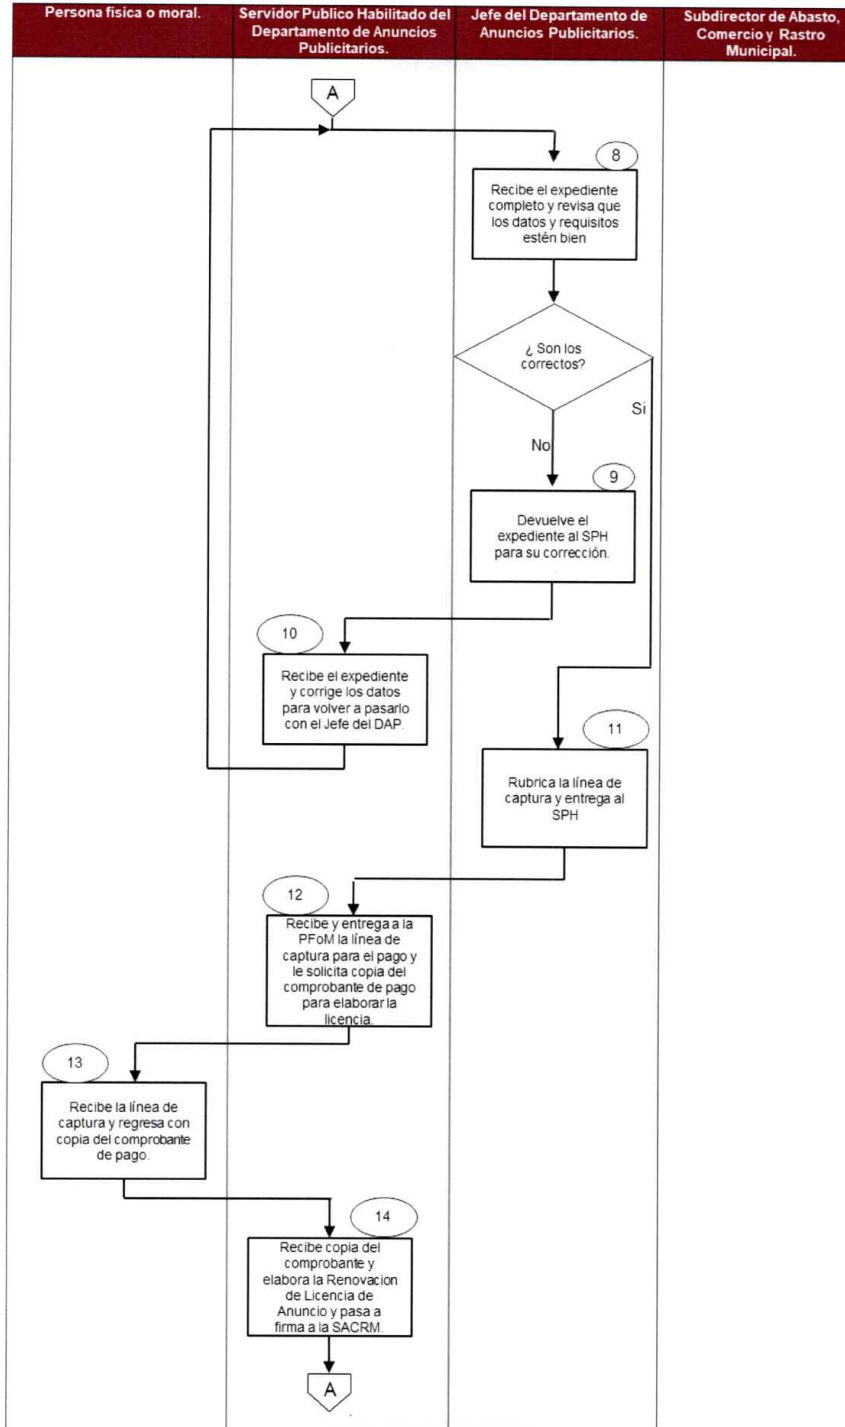 Persona fisica o moral.
Servidor Publico Habilitado del
Departamento de Anuncios
Publicitarios.
Jefe del Departamento de
Anuncios Publicitarios.
Subdirector de Abasto,
Comercio y Rastro
Municipal.
A
8
Recibe el expediente
completo y revisa que
los datos y requisitos
estén bien
¿ Son los
correctos?
Si
No
9
Devuelve el
expediente al SPH
para su corrección.
10
Recibe el expediente
y corrige los datos
para volver a pasarlo
con el Jefe del DAP.
11
Rubrica la línea de
captura y entrega al
SPH
12
Recibe y entrega a la
PFoM la línea de
captura para el pago y
le solicita copia del
comprobante de pago
para elaborar la
licencia.
13
Recibe la línea de
captura y regresa con
copia del comprobante
de pago.
14
Recibe copia del
comprobante y
elabora la Renovacion
de Licencia de
Anuncio y pasa a
firma a la SACRM.
A